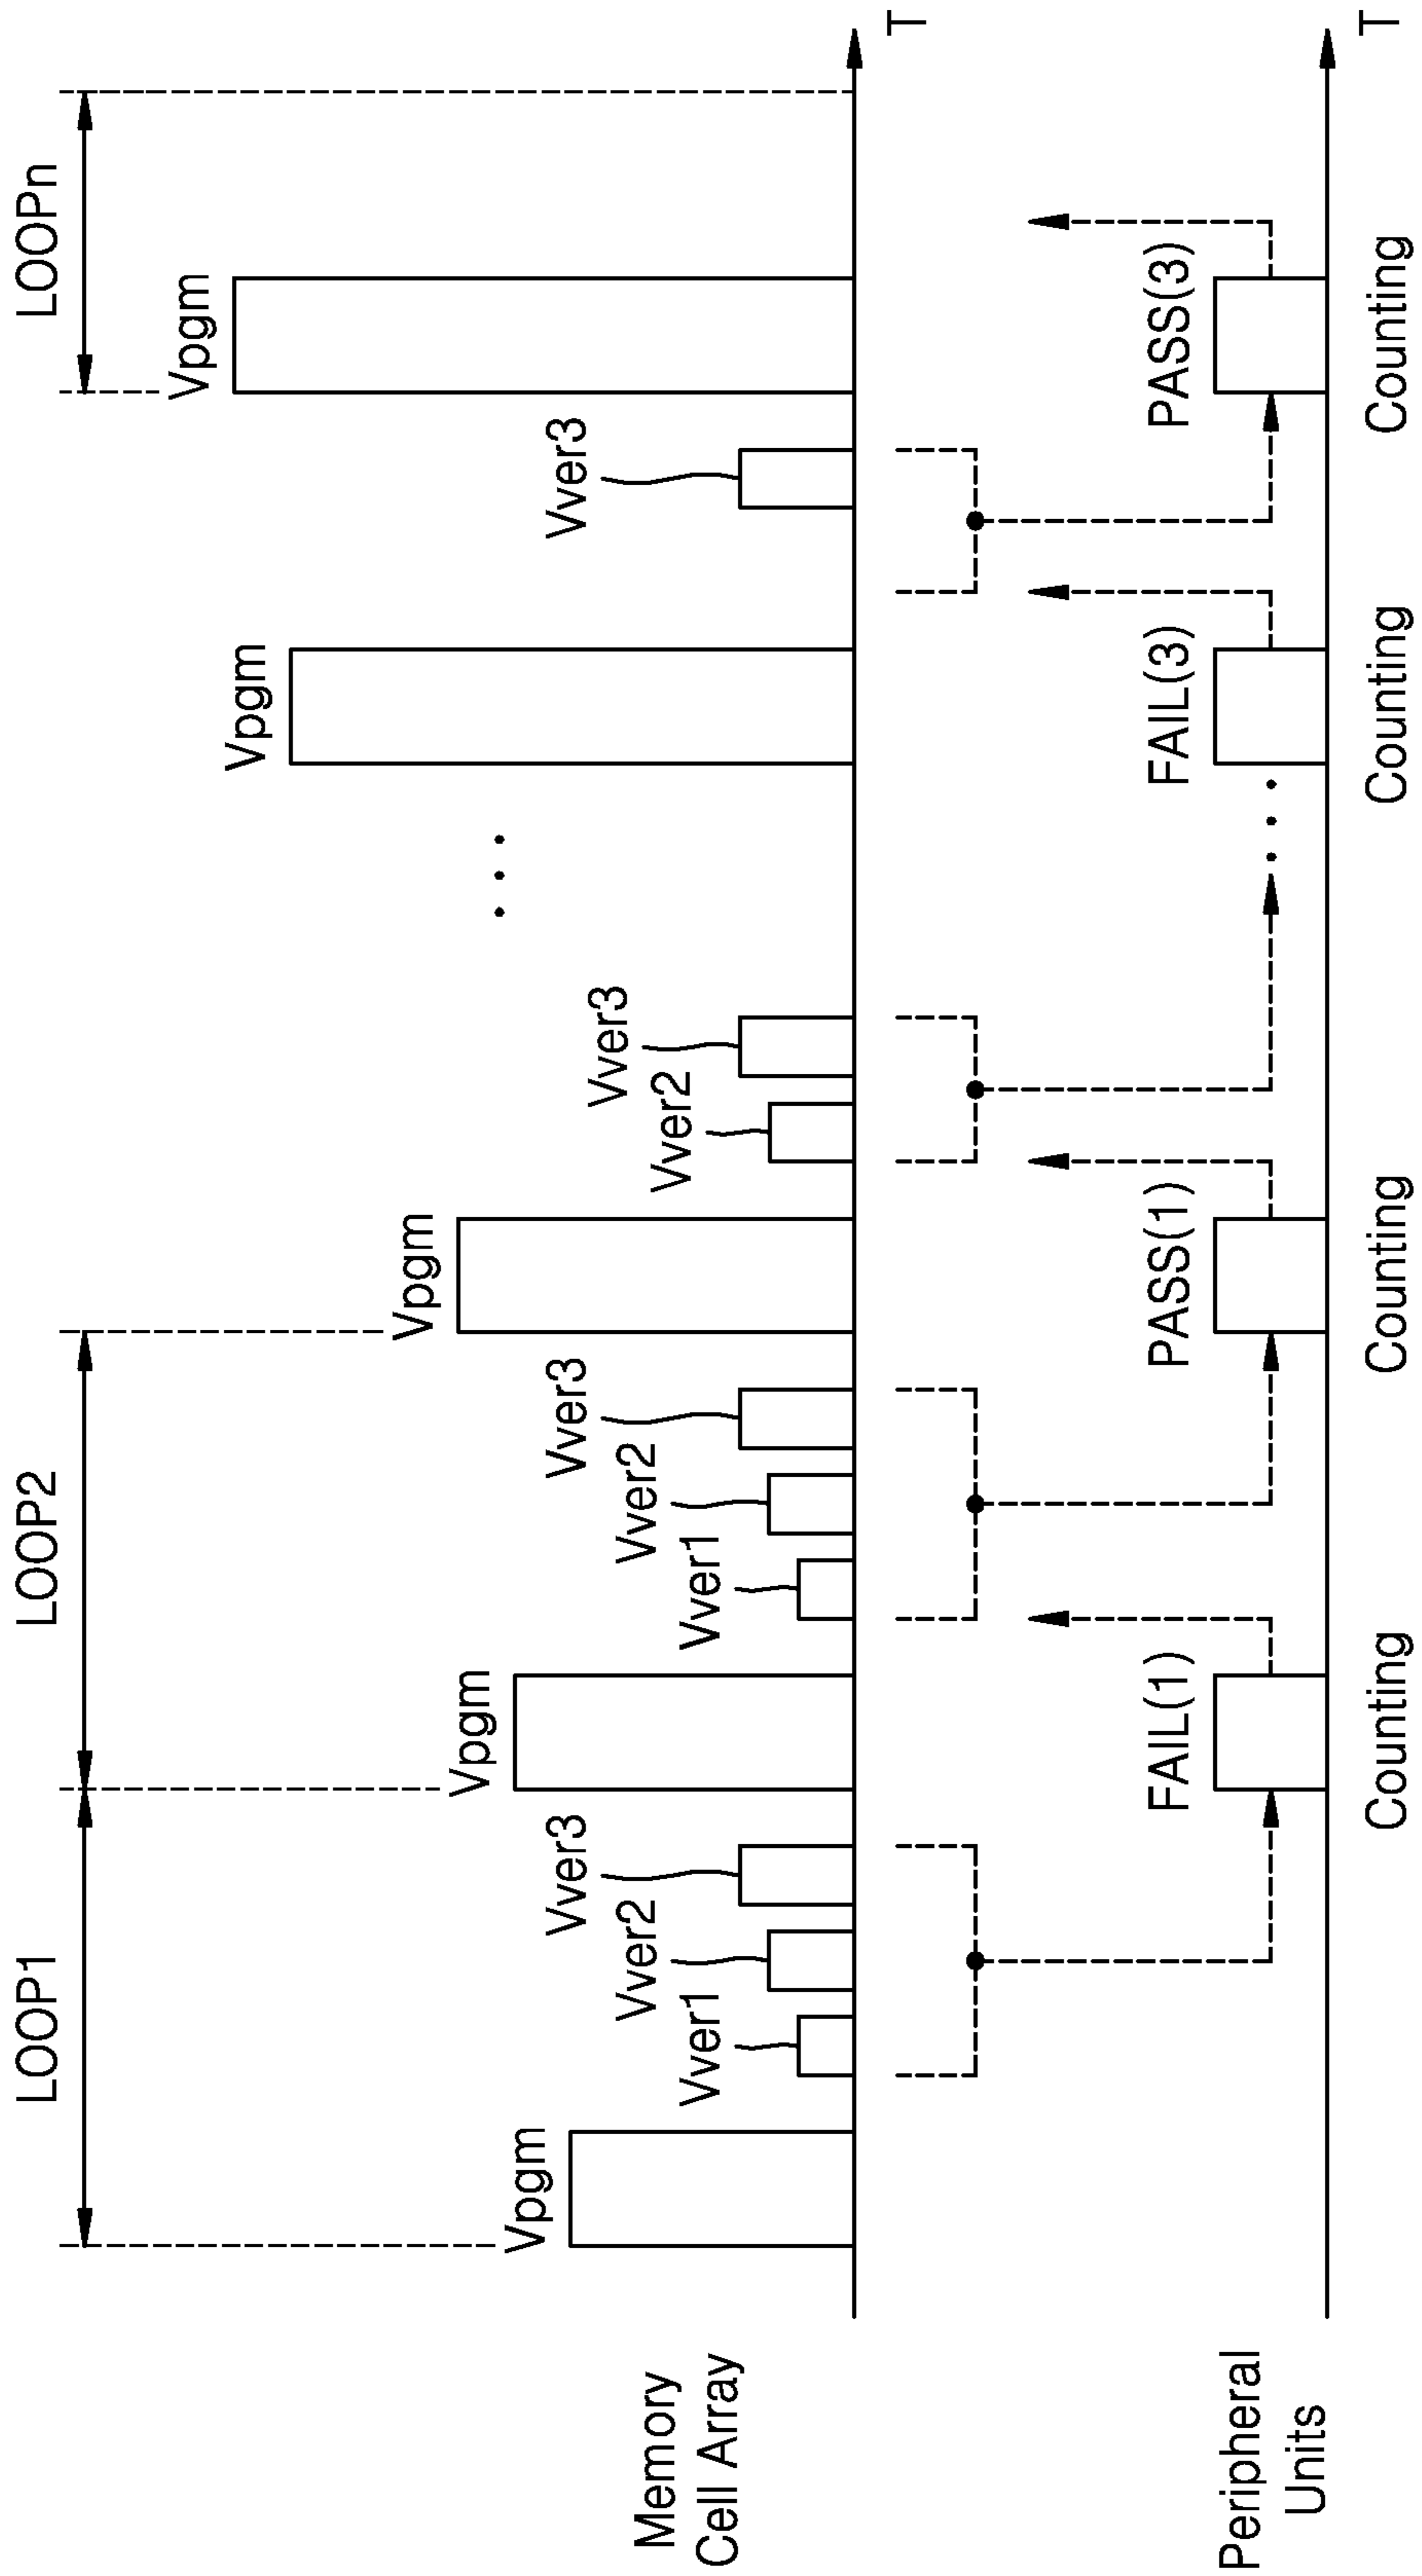 LOOP1
LOOP2
LOOPn
Memory
Cell Array
Vpgm
Vver1
Vver2
Vver3
Vpgm
Vver1
Vver2
Vver3
Vpgm
Vver2
Vver3
...
Vpgm
Vver3
Vpgm
T
Peripheral
Units
FAIL(1)
PASS(1)
...
FAIL(3)
PASS(3)
T
Counting
Counting
Counting
Counting